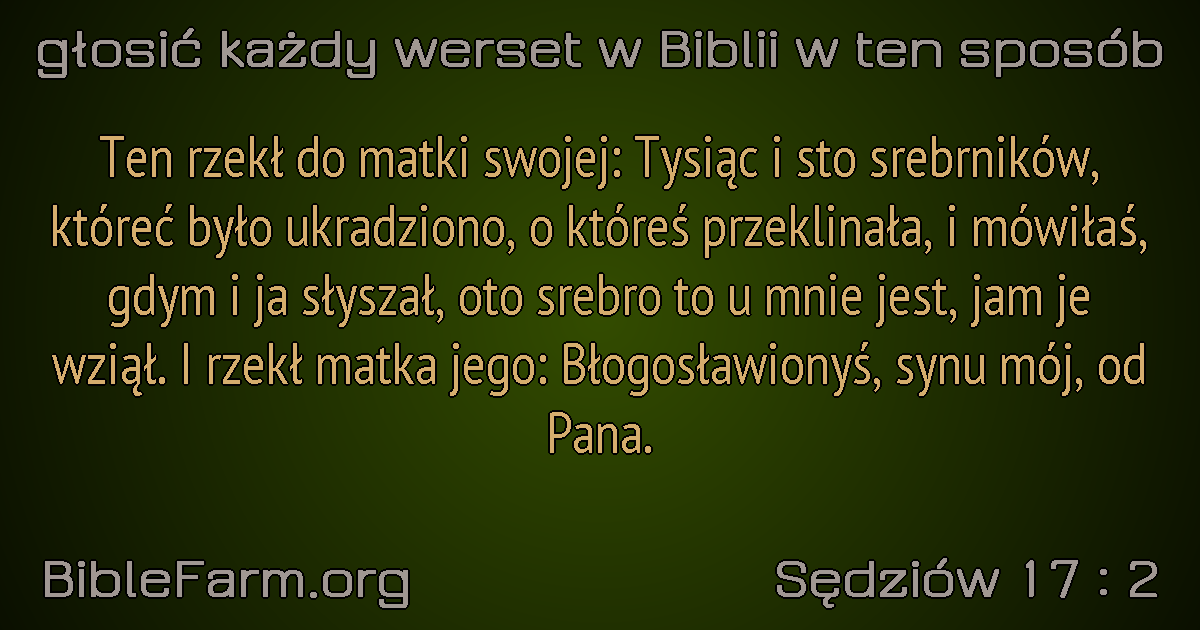 głosić każdy werset w Biblii w ten sposób
Ten rzekł do matki swojej: Tysiąc i sto srebrników,
któreć było ukradziono, o któreś przeklinała, i mówiłaś,
gdym i ja słyszał, oto srebro to u mnie jest, jam je
wziął. I rzekł matka jego: Błogosławionyś, synu mój, od
Pana.
BibleFarm.org
Sędziów 17 : 2